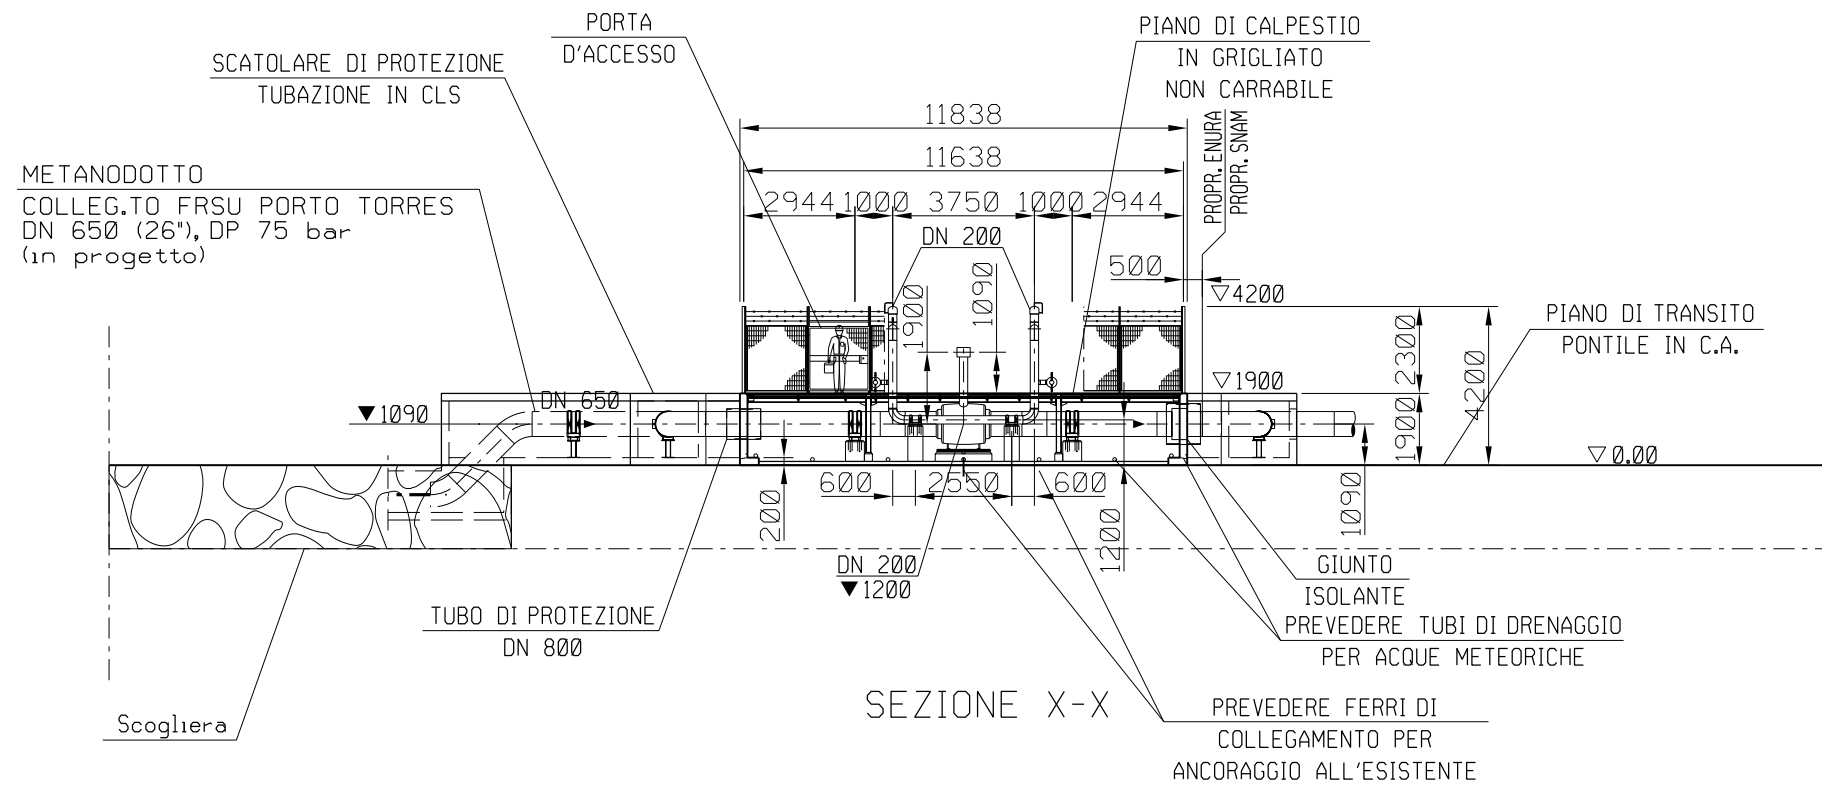 PORTA
D'ACCESSO
PIANO DI CALPESTIO
IN GRIGLIATO
NON CARRABILE
SCATOLARE DI PROTEZIONE
TUBAZIONE IN CLS
METANODOTTO
COLLEG.TO FRSU PORTO TORRES
DN 650 (26"), DP 75 bar
(in progetto)
11838
11638
2944 1000 3750 1000 2944
PROPR. ENURA
PROPR. SNAM
DN 200
500
1900
1090
▽4200
PIANO DI TRANSITO
PONTILE IN C.A.
2300
4200
▽1900
1900
DN 650
▼1090
▽0.00
600 2550 600
200
1200
1090
DN 200
▼1200
GIUNTO
ISOLANTE
TUBO DI PROTEZIONE
DN 800
PREVEDERE TUBI DI DRENAGGIO
PER ACQUE METEORICHE
SEZIONE X-X
PREVEDERE FERRI DI
COLLEGAMENTO PER
ANCORAGGIO ALL'ESISTENTE
Scogliera